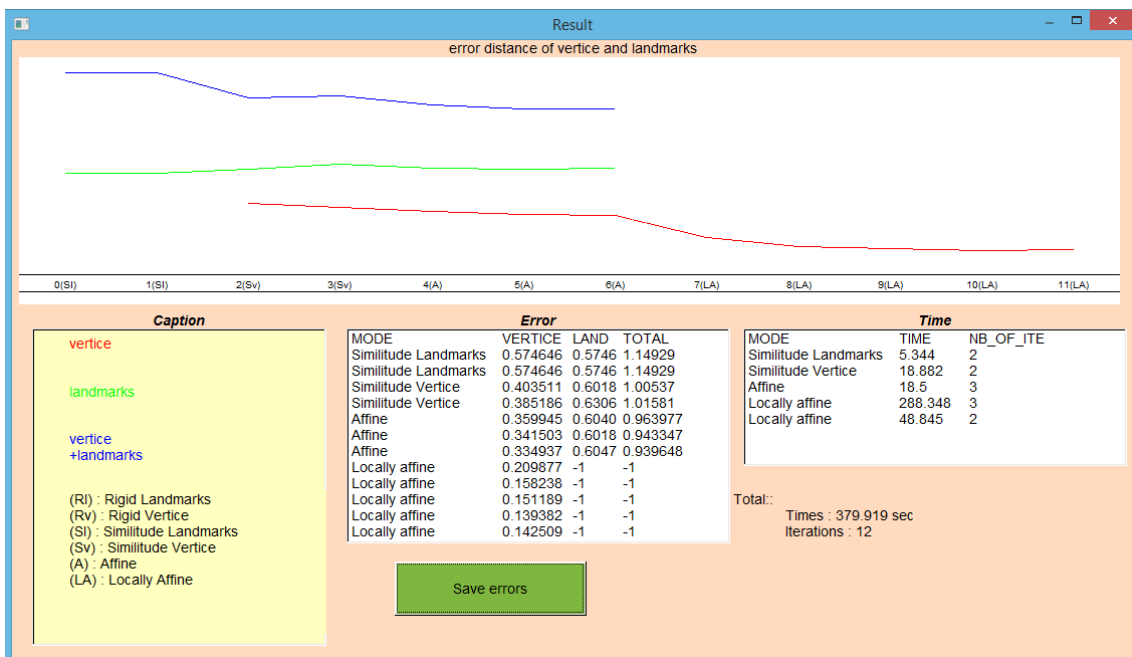 Result
error distance of vertice and landmarks
0(Sl) 1(Sl) 2(Sv) 3(Sv) 4(A) 5(A) 6(A) 7(LA) 8(LA) 9(LA) 10(LA) 11(LA)
Caption
vertice
landmarks
vertice
+landmarks
(Rl) : Rigid Landmarks
(Rv) : Rigid Vertice
(Sl) : Similitude Landmarks
(Sv) : Similitude Vertice
(A) : Affine
(LA) : Locally Affine
Error
MODE VERTICE LAND TOTAL
Similitude Landmarks 0.574646 0.5746 1.14929
Similitude Landmarks 0.574646 0.5746 1.14929
Similitude Vertice 0.403511 0.6018 1.00537
Similitude Vertice 0.385186 0.6306 1.01581
Affine 0.359945 0.6040 0.963977
Affine 0.341503 0.6018 0.943347
Affine 0.334937 0.6047 0.939648
Locally affine 0.209877 -1 -1
Locally affine 0.158238 -1 -1
Locally affine 0.151189 -1 -1
Locally affine 0.139382 -1 -1
Locally affine 0.142509 -1 -1
Save errors
Time
MODE TIME NB_OF_ITE
Similitude Landmarks 5.344 2
Similitude Vertice 18.882 2
Affine 18.5 3
Locally affine 288.348 3
Locally affine 48.845 2
Total::
Times : 379.919 sec
Iterations : 12